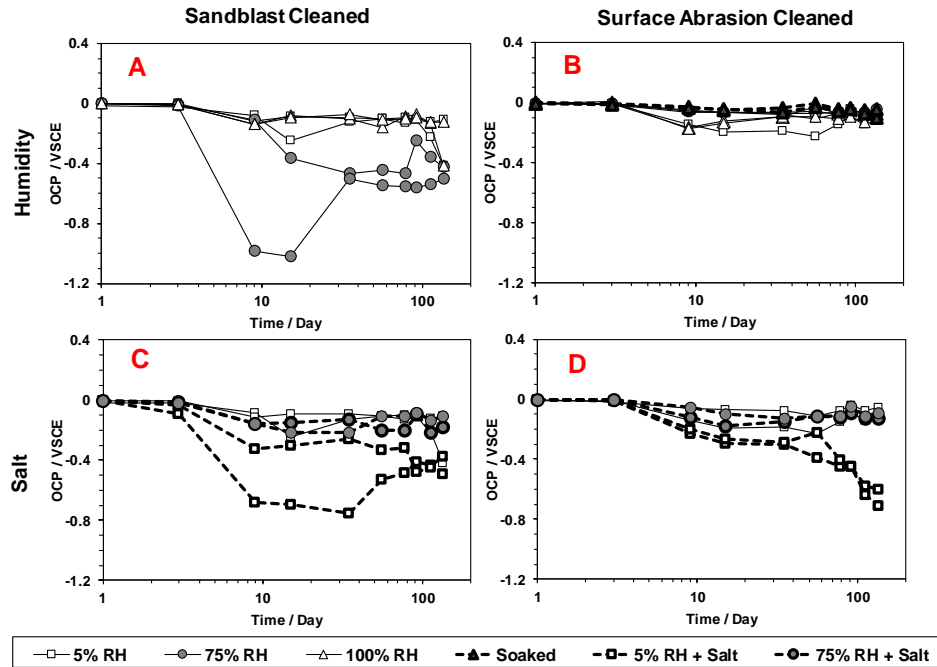 Sandblast Cleaned
Surface Abrasion Cleaned
Humidity
OCP / VSCE
0.4
0
-0.4
-0.8
-1.2
A
1
10
100
Time / Day
OCP / VSCE
0.4
0
-0.4
-0.8
-1.2
B
1
10
100
Time / Day
Salt
OCP / VSCE
0.4
0
-0.4
-0.8
-1.2
C
1
10
100
Time / Day
OCP / VSCE
0.4
0
-0.4
-0.8
-1.2
D
1
10
100
Time / Day
5% RH 75% RH 100% RH Soaked 5% RH + Salt 75% RH + Salt